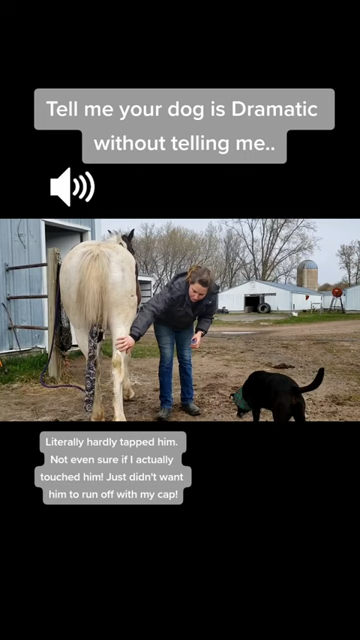 Tell me your dog is Dramatic
without telling me..
Literally hardly tapped him.
Not even sure if I actually
touched him! Just didn't want
him to run off with my cap!